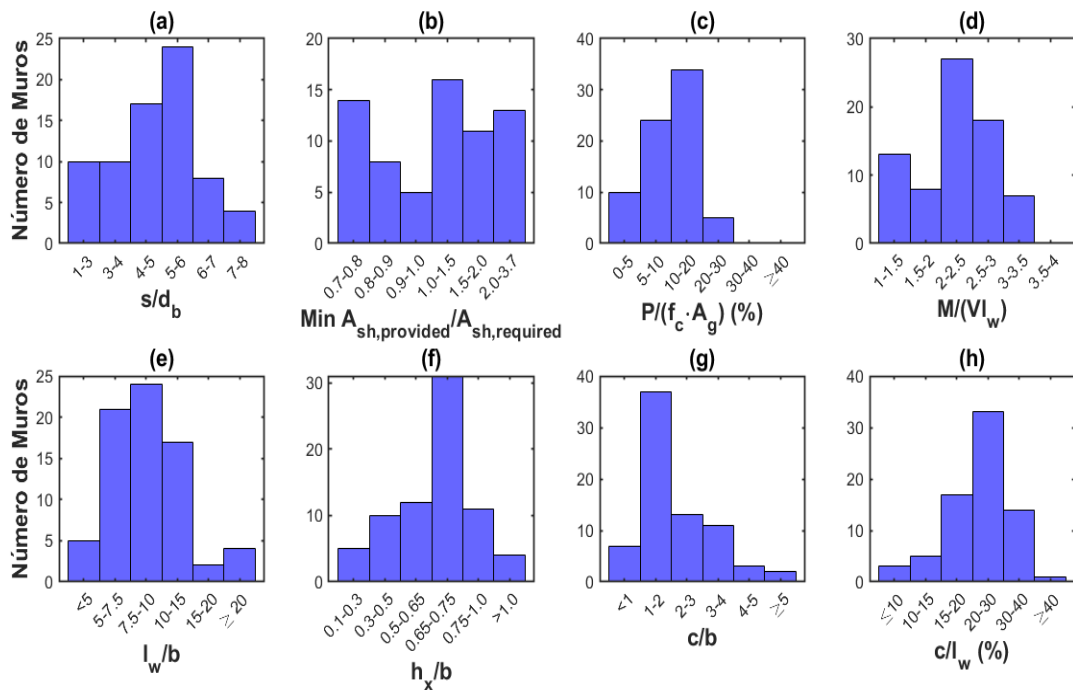 (a)
Número de Muros
25
20
15
10
5
0
1-3 3-4 4-5 5-6 6-7 7-8
s/d_b
(b)
20
15
10
5
0
0.7-0.8 0.8-0.9 0.9-1.0 1.0-1.5 1.5-2.0 2.0-3.7
Min A_sh,provided/A_sh,required
(c)
40
30
20
10
0
0-5 5-10 10-20 20-30 30-40 ≥40
P/(f_c·A_g) (%)
(d)
30
20
10
0
1-1.5 1.5-2 2-2.5 2.5-3 3-3.5 3.5-4
M/(Vl_w)
(e)
Número de Muros
25
20
15
10
5
0
<5 5-7.5 7.5-10 10-15 15-20 ≥ 20
l_w/b
(f)
30
20
10
0
0.1-0.3 0.3-0.5 0.5-0.65 0.65-0.75 0.75-1.0 >1.0
h_x/b
(g)
40
30
20
10
0
<1 1-2 2-3 3-4 4-5 ≥5
c/b
(h)
40
30
20
10
0
≤10 10-15 15-20 20-30 30-40 ≥40
c/l_w (%)